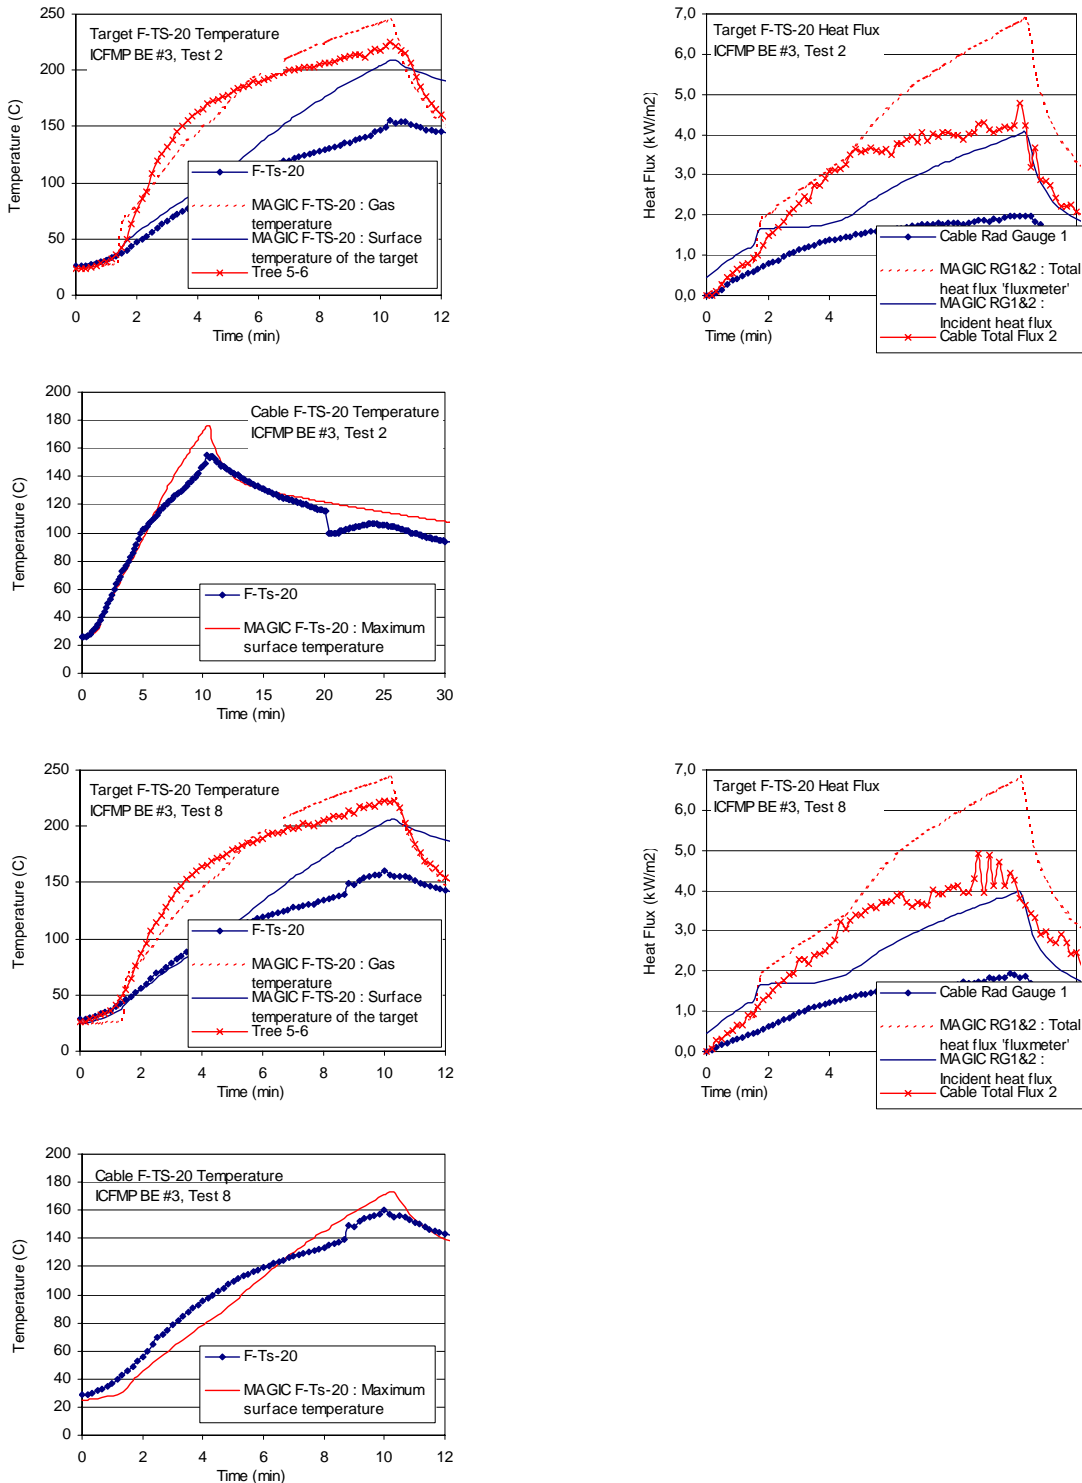 Target F-TS-20 Temperature
ICFMP BE #3, Test 2
Temperature (C)
250
200
150
100
50
0
F-Ts-20
MAGIC F-TS-20 : Gas
temperature
MAGIC F-TS-20 : Surface
temperature of the target
Tree 5-6
0 2 4 6 8 10 12
Time (min)
Target F-TS-20 Heat Flux
ICFMP BE #3, Test 2
Heat Flux (kW/m2)
7,0
6,0
5,0
4,0
3,0
2,0
1,0
0,0
Cable Rad Gauge 1
MAGIC RG1&2 : Total
heat flux 'fluxmeter'
MAGIC RG1&2 :
Incident heat flux
Cable Total Flux 2
0 2 4
Time (min)
Cable F-TS-20 Temperature
ICFMP BE #3, Test 2
Temperature (C)
200
180
160
140
120
100
80
60
40
20
0
F-Ts-20
MAGIC F-Ts-20 : Maximum
surface temperature
0 5 10 15 20 25 30
Time (min)
Target F-TS-20 Temperature
ICFMP BE #3, Test 8
Temperature (C)
250
200
150
100
50
0
F-Ts-20
MAGIC F-TS-20 : Gas
temperature
MAGIC F-TS-20 : Surface
temperature of the target
Tree 5-6
0 2 4 6 8 10 12
Time (min)
Target F-TS-20 Heat Flux
ICFMP BE #3, Test 8
Heat Flux (kW/m2)
7,0
6,0
5,0
4,0
3,0
2,0
1,0
0,0
Cable Rad Gauge 1
MAGIC RG1&2 : Total
heat flux 'fluxmeter'
MAGIC RG1&2 :
Incident heat flux
Cable Total Flux 2
0 2 4
Time (min)
Cable F-TS-20 Temperature
ICFMP BE #3, Test 8
Temperature (C)
200
180
160
140
120
100
80
60
40
20
0
F-Ts-20
MAGIC F-Ts-20 : Maximum
surface temperature
0 2 4 6 8 10 12
Time (min)